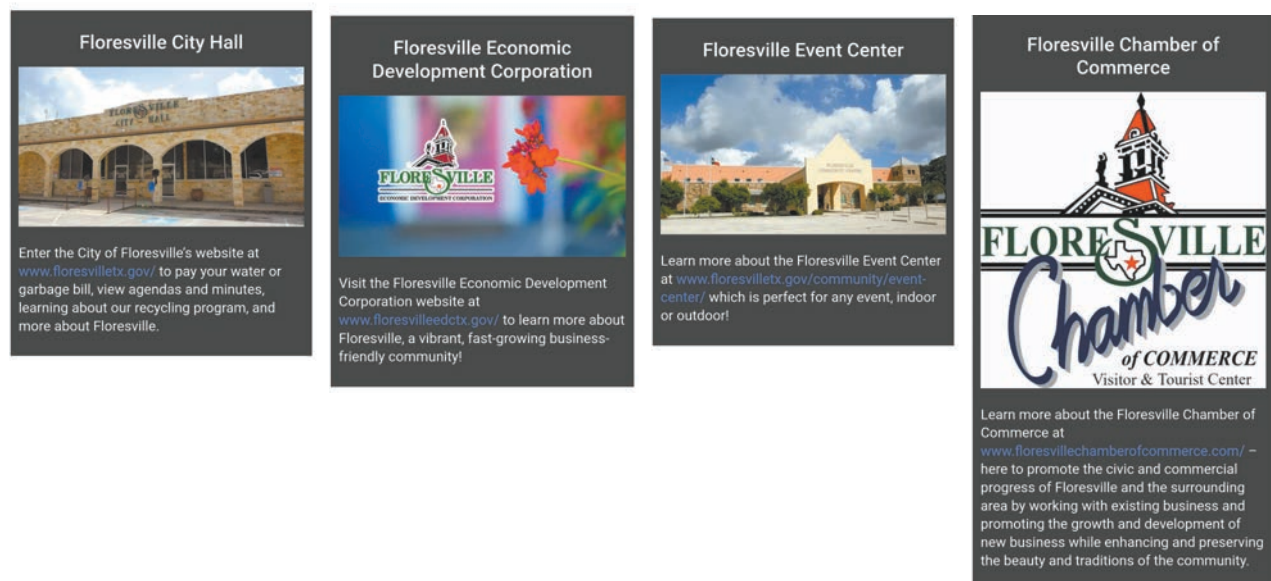 Floresville City Hall
FLORESVILLE
CITY HALL
Enter the City of Floresville's website at
www.floresvilletx.gov/ to pay your water or
garbage bill, view agendas and minutes,
learning about our recycling program, and
more about Floresville.
Floresville Economic
Development Corporation
FLORESVILLE
ECONOMIC DEVELOPMENT CORPORATION
Visit the Floresville Economic Development
Corporation website at
www.floresvilleedctx.gov/ to learn more about
Floresville, a vibrant, fast-growing business-
friendly community!
Floresville Event Center
Learn more about the Floresville Event Center
at www.floresvilletx.gov/community/event-
center/ which is perfect for any event, indoor
or outdoor!
Floresville Chamber of
Commerce
FLORESVILLE
Chamber
of COMMERCE
Visitor & Tourist Center
Learn more about the Floresville Chamber of
Commerce at
www.floresvillechamberofcommerce.com/ –
here to promote the civic and commercial
progress of Floresville and the surrounding
area by working with existing business and
promoting the growth and development of
new business while enhancing and preserving
the beauty and traditions of the community.